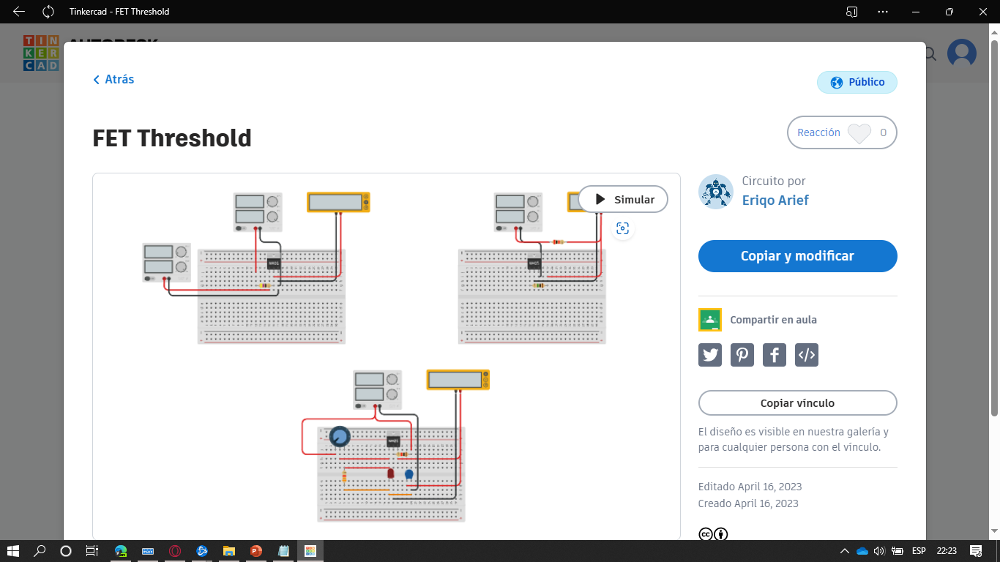 Tinkercad - FET Threshold
TIN
KER
CAD
Atrás
Público
FET Threshold
Reacción 0
Simular
Circuito por
Eriqo Arief
Copiar y modificar
Compartir en aula
Copiar vínculo
El diseño es visible en nuestra galería y
para cualquier persona con el vínculo.
Editado April 16, 2023
Creado April 16, 2023
cc
ESP
22:23